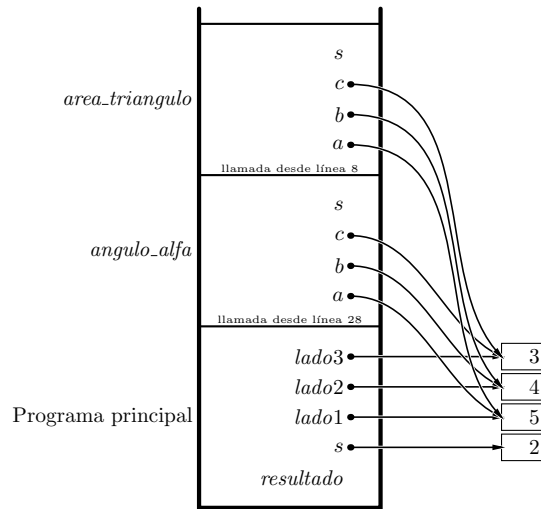 s
c
area_triangulo
b
a
llamada desde línea 8
s
c
angulo_alfa
b
a
llamada desde línea 28
lado3 3
lado2 4
Programa principal lado1 5
s 2
resultado